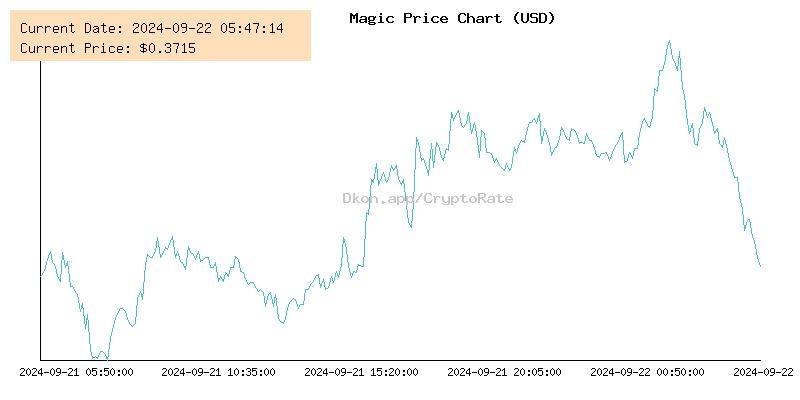 Magic Price Chart (USD)
Current Date: 2024-09-22 05:47:14
Current Price: $0.3715
Dkon.app/CryptoRate
2024-09-21 05:50:00 2024-09-21 10:35:00 2024-09-21 15:20:00 2024-09-21 20:05:00 2024-09-22 00:50:00 2024-09-22